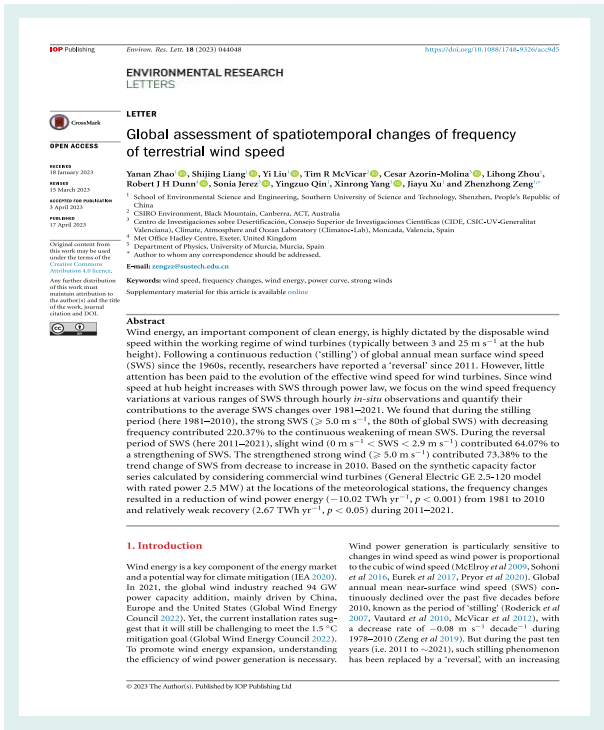 IOP Publishing
Environ. Res. Lett. 18 (2023) 044048
https://doi.org/10.1088/1748-9326/acc9d5
ENVIRONMENTAL RESEARCH
LETTERS
CrossMark
OPEN ACCESS
RECEIVED
18 January 2023
REVISED
15 March 2023
ACCEPTED FOR PUBLICATION
3 April 2023
PUBLISHED
17 April 2023
Original content from
this work may be used
under the terms of the
Creative Commons
Attribution 4.0 licence.
Any further distribution
of this work must
maintain attribution to
the author(s) and the title
of the work, journal
citation and DOI.
LETTER
Global assessment of spatiotemporal changes of frequency
of terrestrial wind speed
Yanan Zhao1, Shijing Liang1, Yi Liu1, Tim R McVicar2, Cesar Azorin-Molina3, Lihong Zhou1,
Robert J H Dunn4, Sonia Jerez5, Yingzuo Qin1, Xinrong Yang1, Jiayu Xu1 and Zhenzhong Zeng1,*
1 School of Environmental Science and Engineering, Southern University of Science and Technology, Shenzhen, People's Republic of
China
2 CSIRO Environment, Black Mountain, Canberra, ACT, Australia
3 Centro de Investigaciones sobre Desertificación, Consejo Superior de Investigaciones Científicas (CIDE, CSIC-UV-Generalitat
Valenciana), Climate, Atmosphere and Ocean Laboratory (Climatoc-Lab), Moncada, Valencia, Spain
4 Met Office Hadley Centre, Exeter, United Kingdom
5 Department of Physics, University of Murcia, Murcia, Spain
* Author to whom any correspondence should be addressed.
E-mail: zengzz@sustech.edu.cn
Keywords: wind speed, frequency changes, wind energy, power curve, strong winds
Supplementary material for this article is available online
Abstract
Wind energy, an important component of clean energy, is highly dictated by the disposable wind
speed within the working regime of wind turbines (typically between 3 and 25 m s−1 at the hub
height). Following a continuous reduction ('stilling') of global annual mean surface wind speed
(SWS) since the 1960s, recently, researchers have reported a 'reversal' since 2011. However, little
attention has been paid to the evolution of the effective wind speed for wind turbines. Since wind
speed at hub height increases with SWS through power law, we focus on the wind frequency
variations at various ranges of SWS through hourly in-situ observations and quantify their
contributions to the average SWS changes over 1981–2021. We found that during the stilling
period (here 1981–2010), the strong SWS (⩾ 5.0 m s−1, the 80th of global SWS) with decreasing
frequency contributed 220.37% to the continuous weakening of mean SWS. During the reversal
period of SWS (here 2011–2021), slight wind (0 m s−1 < SWS < 2.9 m s−1) contributed 64.07% to
a strengthening of SWS. The strengthened strong wind (⩾ 5.0 m s−1) contributed 73.38% to the
trend change of SWS from decrease to increase in 2010. Based on the synthetic capacity factor
series calculated by considering commercial wind turbines (General Electric GE 2.5-120 model
with rated power 2.5 MW) at the locations of the meteorological stations, the frequency changes
resulted in a reduction of wind power energy (−10.02 TWh yr−1, p < 0.001) from 1981 to 2010
and relatively weak recovery (2.67 TWh yr−1, p < 0.05) during 2011–2021.
1. Introduction
Wind energy is a key component of the energy market
and a potential way for climate mitigation (IEA 2020).
In 2021, the global wind industry reached 94 GW
power capacity addition, mainly driven by China,
Europe and the United States (Global Wind Energy
Council 2022). Yet, the current installation rates sug-
gest that it will still be challenging to meet the 1.5 °C
mitigation goal (Global Wind Energy Council 2022).
To promote wind energy expansion, understanding
the efficiency of wind power generation is necessary.
Wind power generation is particularly sensitive to
changes in wind speed as wind power is proportional
to the cubic of wind speed (McElroy et al 2009, Sohoni
et al 2016, Eurek et al 2017, Pryor et al 2020). Global
annual mean near-surface wind speed (SWS) con-
tinuously declined over the past five decades before
2010, known as the period of 'stilling' (Roderick et al
2007, Vautard et al 2010, McVicar et al 2012), with
a decrease rate of −0.08 m s−1 decade−1 during
1978–2010 (Zeng et al 2019). But during the past ten
years (i.e. 2011 to ∼2021), such stilling phenomenon
has been replaced by a 'reversal', with an increasing
© 2023 The Author(s). Published by IOP Publishing Ltd